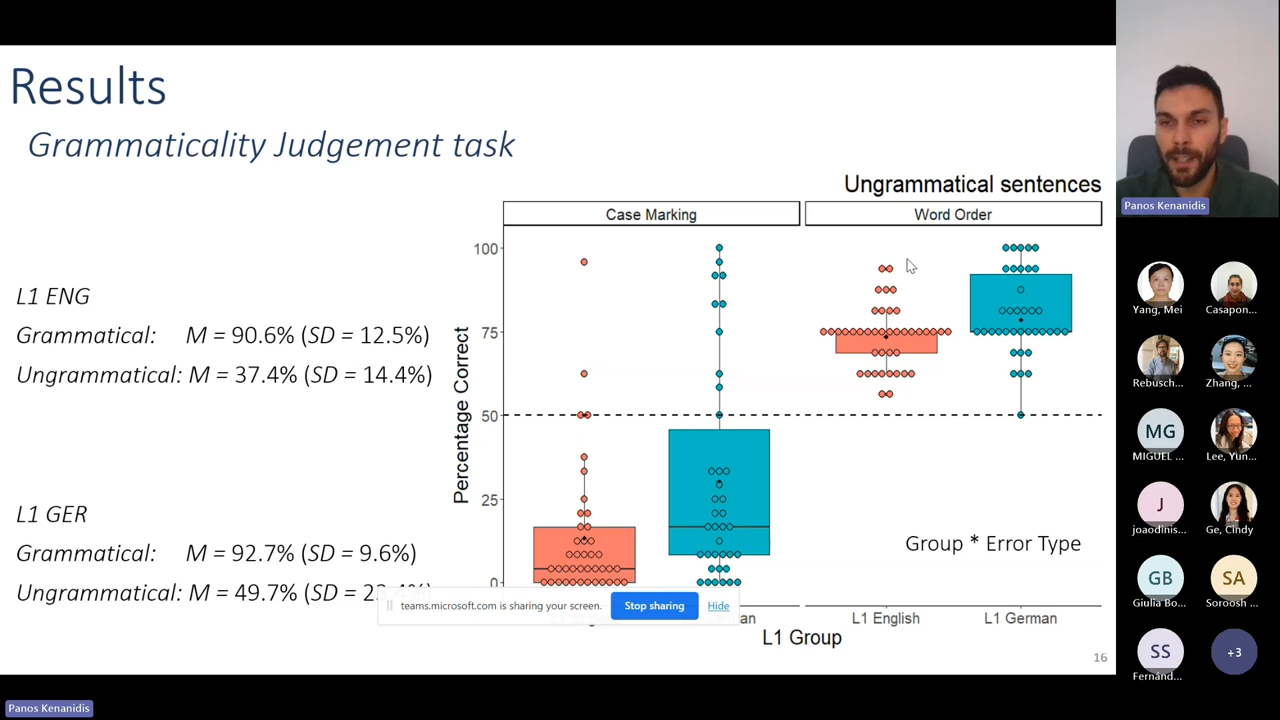 Results
Grammaticality Judgement task
L1 ENG
Grammatical: M = 90.6% (SD = 12.5%)
Ungrammatical: M = 37.4% (SD = 14.4%)
L1 GER
Grammatical: M = 92.7% (SD = 9.6%)
Ungrammatical: M = 49.7% (SD =
Ungrammatical sentences
Case Marking
Word Order
Percentage Correct
100
75
50
25
0
Group * Error Type
L1 English
L1 German
L1 Group
teams.microsoft.com is sharing your screen.
Stop sharing
Hide
16
Panos Kenanidis
Yang, Mei
Casapon...
Rebusch...
Zhang, ...
MG
MIGUEL ...
Lee, Yun...
J
joaodinis...
Ge, Cindy
GB
Giulia Bo...
SA
Soroosh ...
SS
Fernánd...
+3
Panos Kenanidis